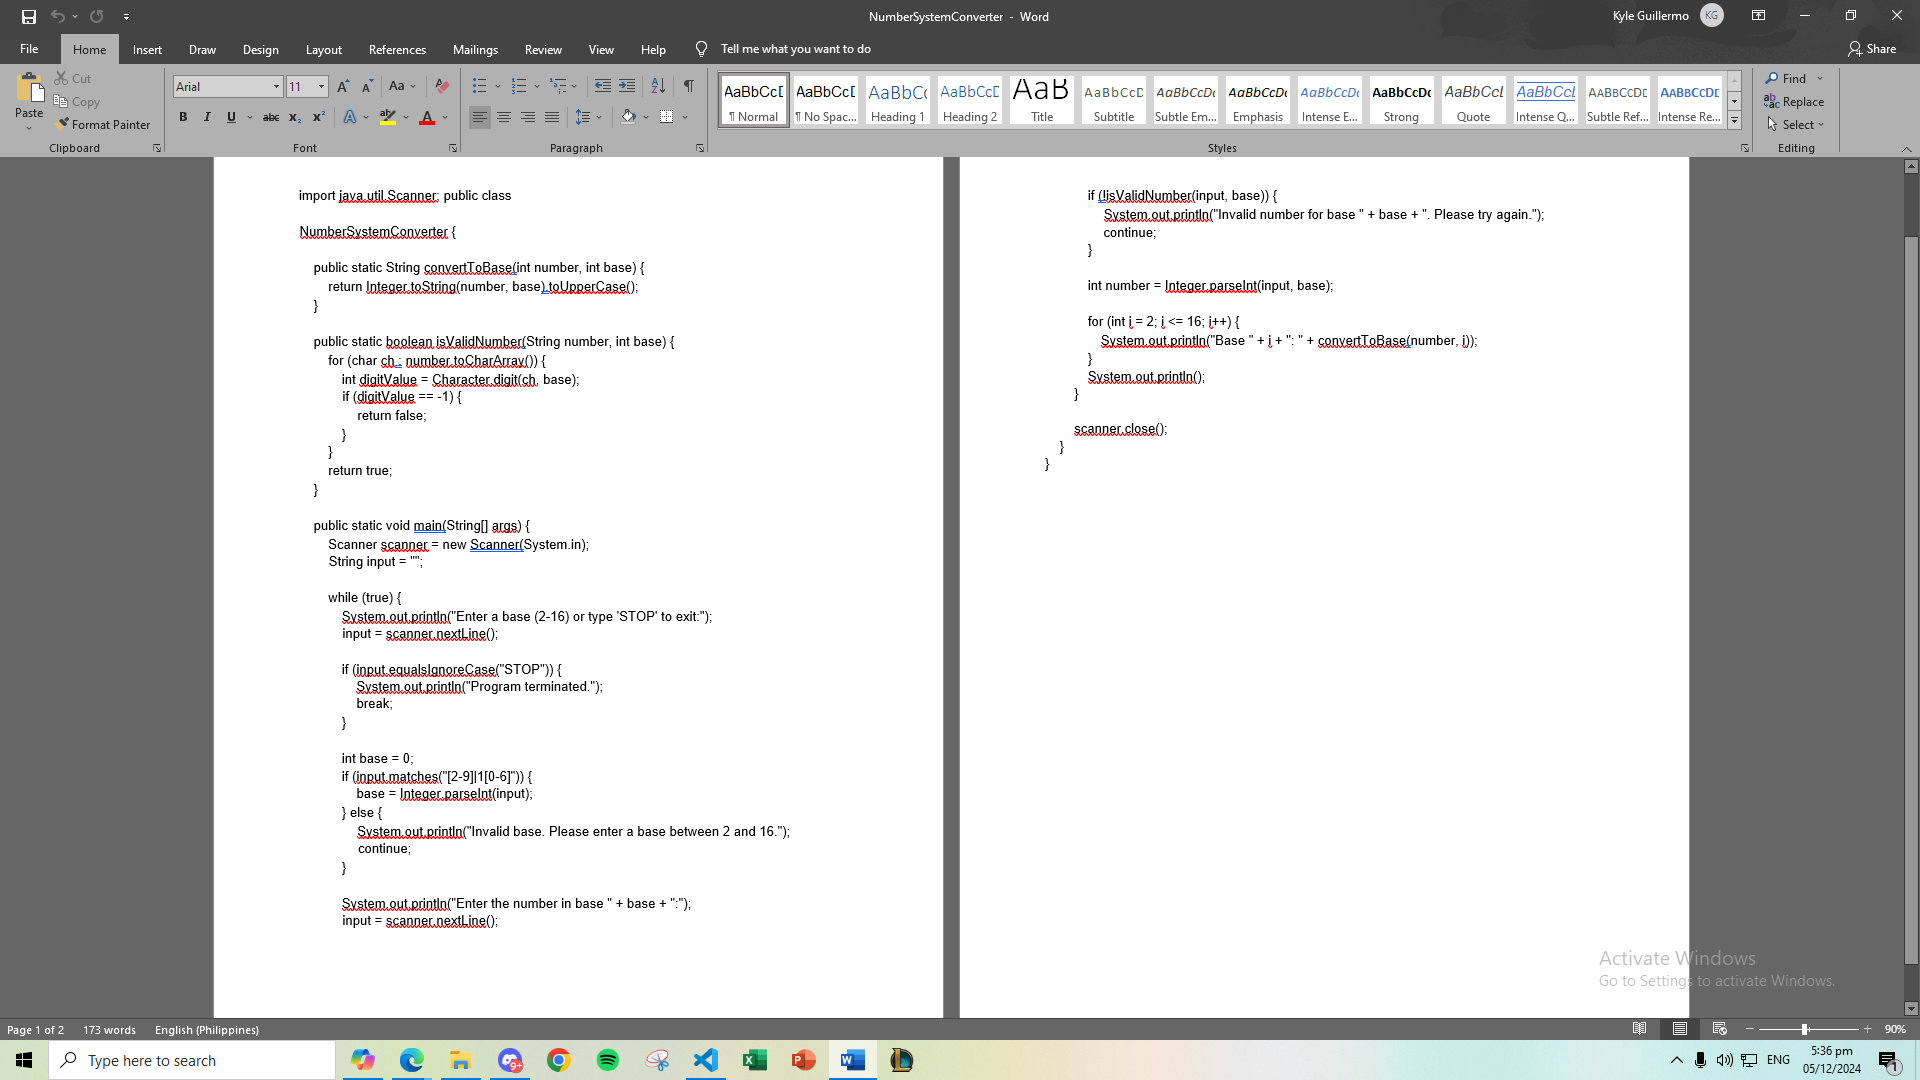 NumberSystemConverter - Word
Kyle Guillermo
KG
File
Home
Insert
Draw
Design
Layout
References
Mailings
Review
View
Help
Tell me what you want to do
Share
Paste
Cut
Copy
Format Painter
Clipboard
Arial
11
Aa
B I U abc x₂ x²
Font
Paragraph
AaBbCcI
¶ Normal
AaBbCcI
¶ No Spac...
AaBbC
Heading 1
AaBbCcI
Heading 2
AaB
Title
AaBbCcD
Subtitle
AaBbCcDı
Subtle Em...
AaBbCcDı
Emphasis
AaBbCcDı
Intense E...
AaBbCcDı
Strong
AaBbCcI
Quote
AaBbCcI
Intense Q...
AABBCCDI
Subtle Ref...
AABBCCDI
Intense Re...
Styles
Find
Replace
Select
Editing
import java.util.Scanner; public class
NumberSystemConverter {
public static String convertToBase(int number, int base) {
return Integer.toString(number, base).toUpperCase();
}
public static boolean isValidNumber(String number, int base) {
for (char ch : number.toCharArray()) {
int digitValue = Character.digit(ch, base);
if (digitValue == -1) {
return false;
}
}
return true;
}
public static void main(String[] args) {
Scanner scanner = new Scanner(System.in);
String input = "";
while (true) {
System.out.println("Enter a base (2-16) or type 'STOP' to exit:");
input = scanner.nextLine();
if (input.equalsIgnoreCase("STOP")) {
System.out.println("Program terminated.");
break;
}
int base = 0;
if (input.matches("[2-9]|1[0-6]")) {
base = Integer.parseInt(input);
} else {
System.out.println("Invalid base. Please enter a base between 2 and 16.");
continue;
}
System.out.println("Enter the number in base " + base + ":");
input = scanner.nextLine();
if (!isValidNumber(input, base)) {
System.out.println("Invalid number for base " + base + ". Please try again.");
continue;
}
int number = Integer.parseInt(input, base);
for (int i = 2; i <= 16; i++) {
System.out.println("Base " + i + ": " + convertToBase(number, i));
}
System.out.println();
}
scanner.close();
}
}
Activate Windows
Go to Settings to activate Windows.
Page 1 of 2
173 words
English (Philippines)
90%
Type here to search
9+
ENG
5:36 pm
05/12/2024
1